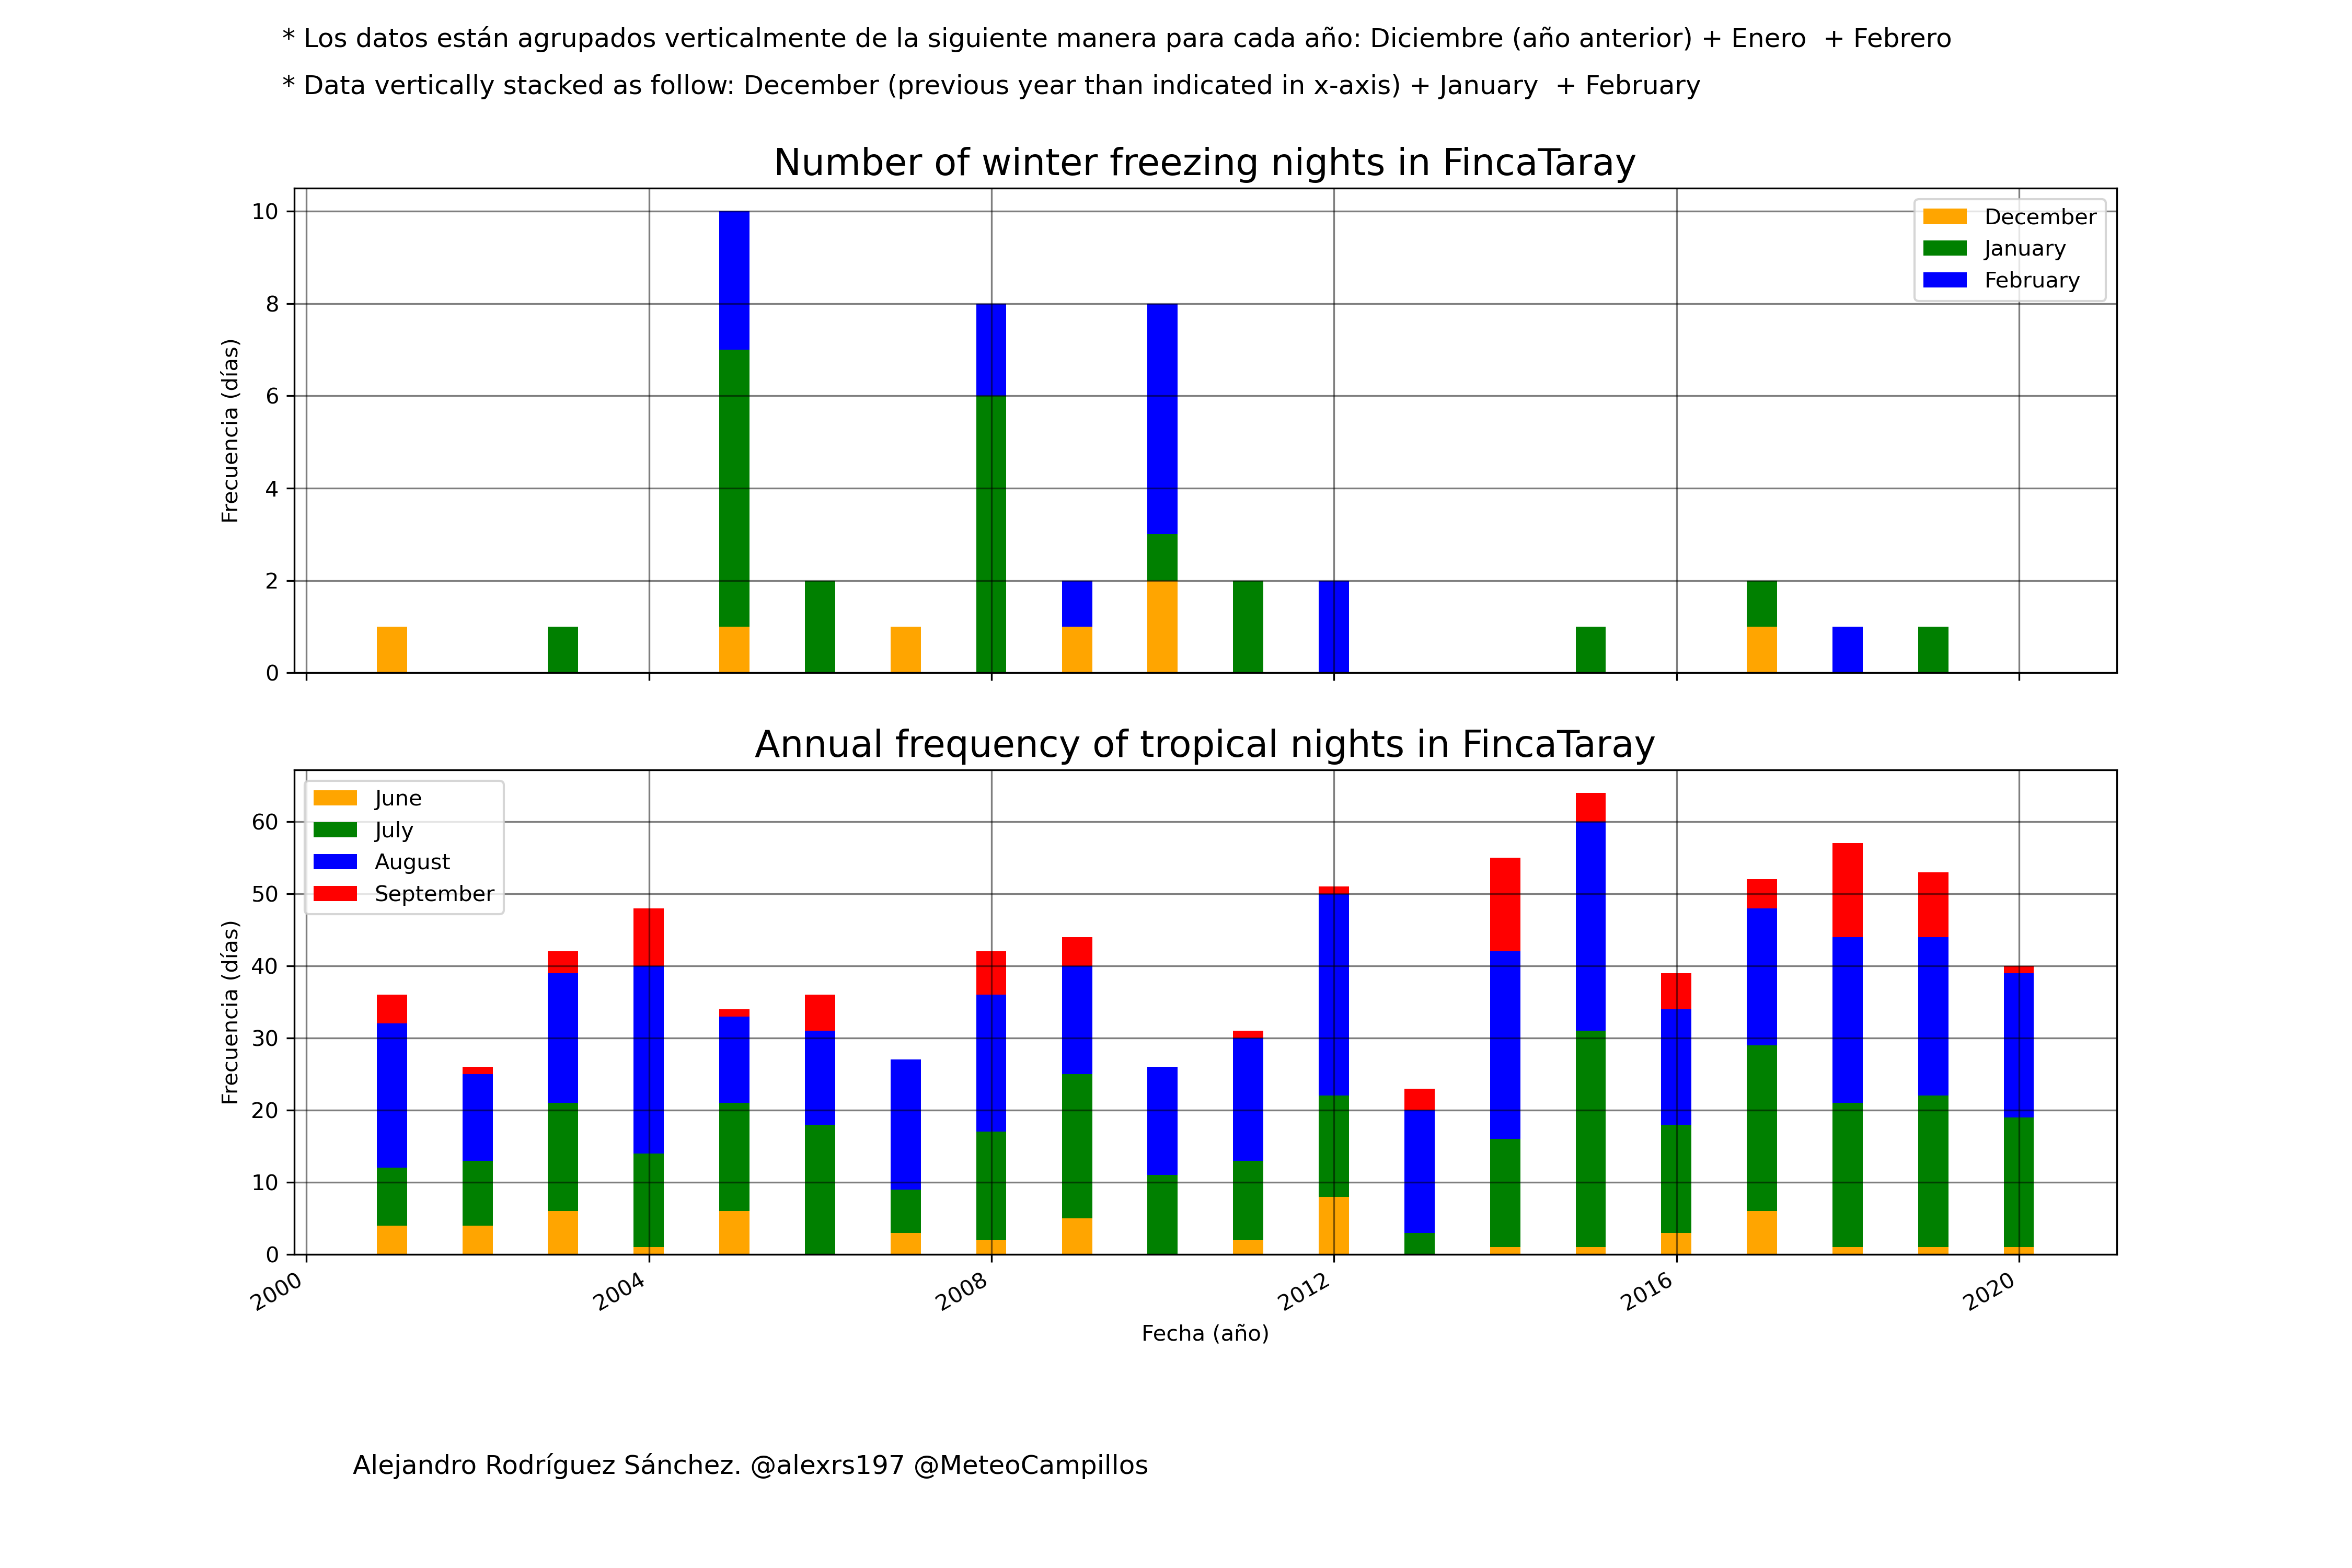 * Los datos están agrupados verticalmente de la siguiente manera para cada año: Diciembre (año anterior) + Enero  + Febrero
* Data vertically stacked as follow: December (previous year than indicated in x-axis) + January  + February
Number of winter freezing nights in FincaTaray
10
8
6
4
2
0
Frecuencia (días)
December
January
February
Annual frequency of tropical nights in FincaTaray
60
50
40
30
20
10
0
Frecuencia (días)
June
July
August
September
2000
2004
2008
2012
2016
2020
Fecha (año)
Alejandro Rodríguez Sánchez. @alexrs197 @MeteoCampillos